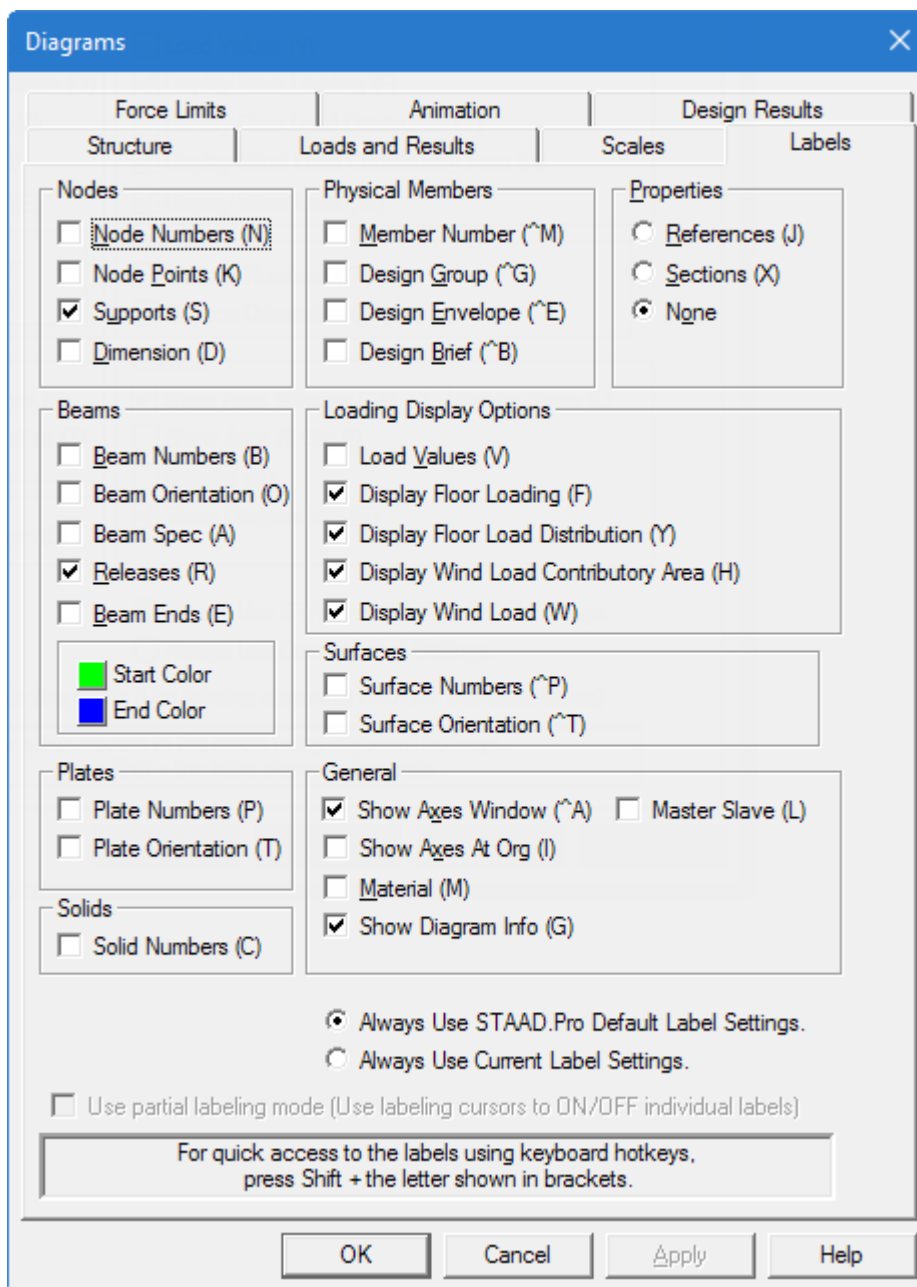 Diagrams
Force Limits
Animation
Design Results
Structure
Loads and Results
Scales
Labels
Nodes
Node Numbers (N)
Node Points (K)
Supports (S)
Dimension (D)
Physical Members
Member Number (^M)
Design Group (^G)
Design Envelope (^E)
Design Brief (^B)
Properties
References (J)
Sections (X)
None
Beams
Beam Numbers (B)
Beam Orientation (O)
Beam Spec (A)
Releases (R)
Beam Ends (E)
Start Color
End Color
Loading Display Options
Load Values (V)
Display Floor Loading (F)
Display Floor Load Distribution (Y)
Display Wind Load Contributory Area (H)
Display Wind Load (W)
Surfaces
Surface Numbers (^P)
Surface Orientation (^T)
Plates
Plate Numbers (P)
Plate Orientation (T)
Solids
Solid Numbers (C)
General
Show Axes Window (^A)
Master Slave (L)
Show Axes At Org (I)
Material (M)
Show Diagram Info (G)
Always Use STAAD.Pro Default Label Settings.
Always Use Current Label Settings.
Use partial labeling mode (Use labeling cursors to ON/OFF individual labels)
For quick access to the labels using keyboard hotkeys,
press Shift + the letter shown in brackets.
OK
Cancel
Apply
Help